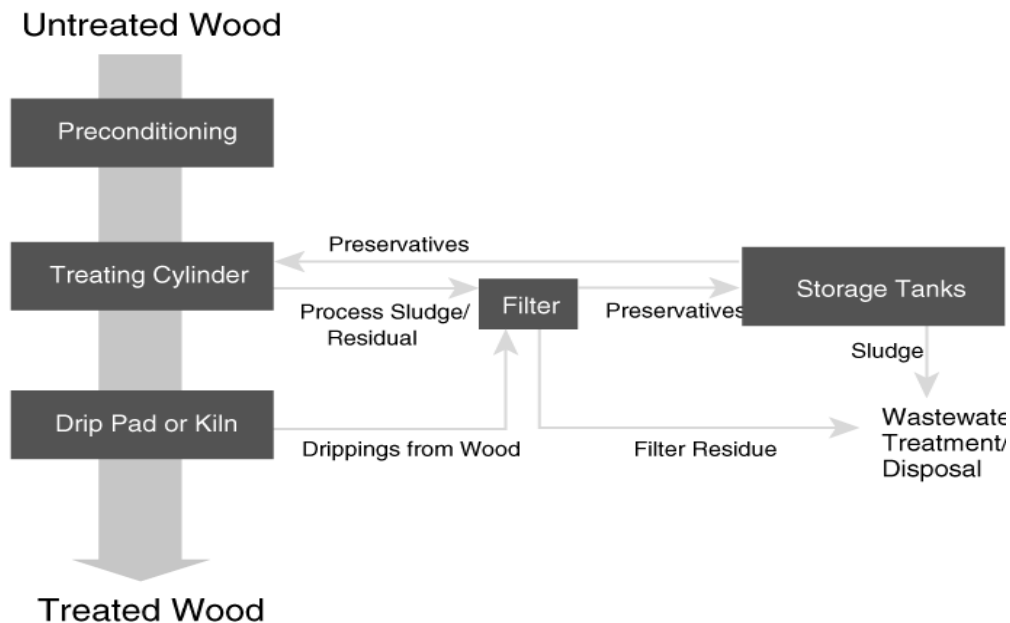 Untreated Wood
Preconditioning
Preservatives
Treating Cylinder
Storage Tanks
Filter
Process Sludge/
Residual
Preservatives
Sludge
Drip Pad or Kiln
Drippings from Wood
Filter Residue
Wastewate
Treatment/
Disposal
Treated Wood